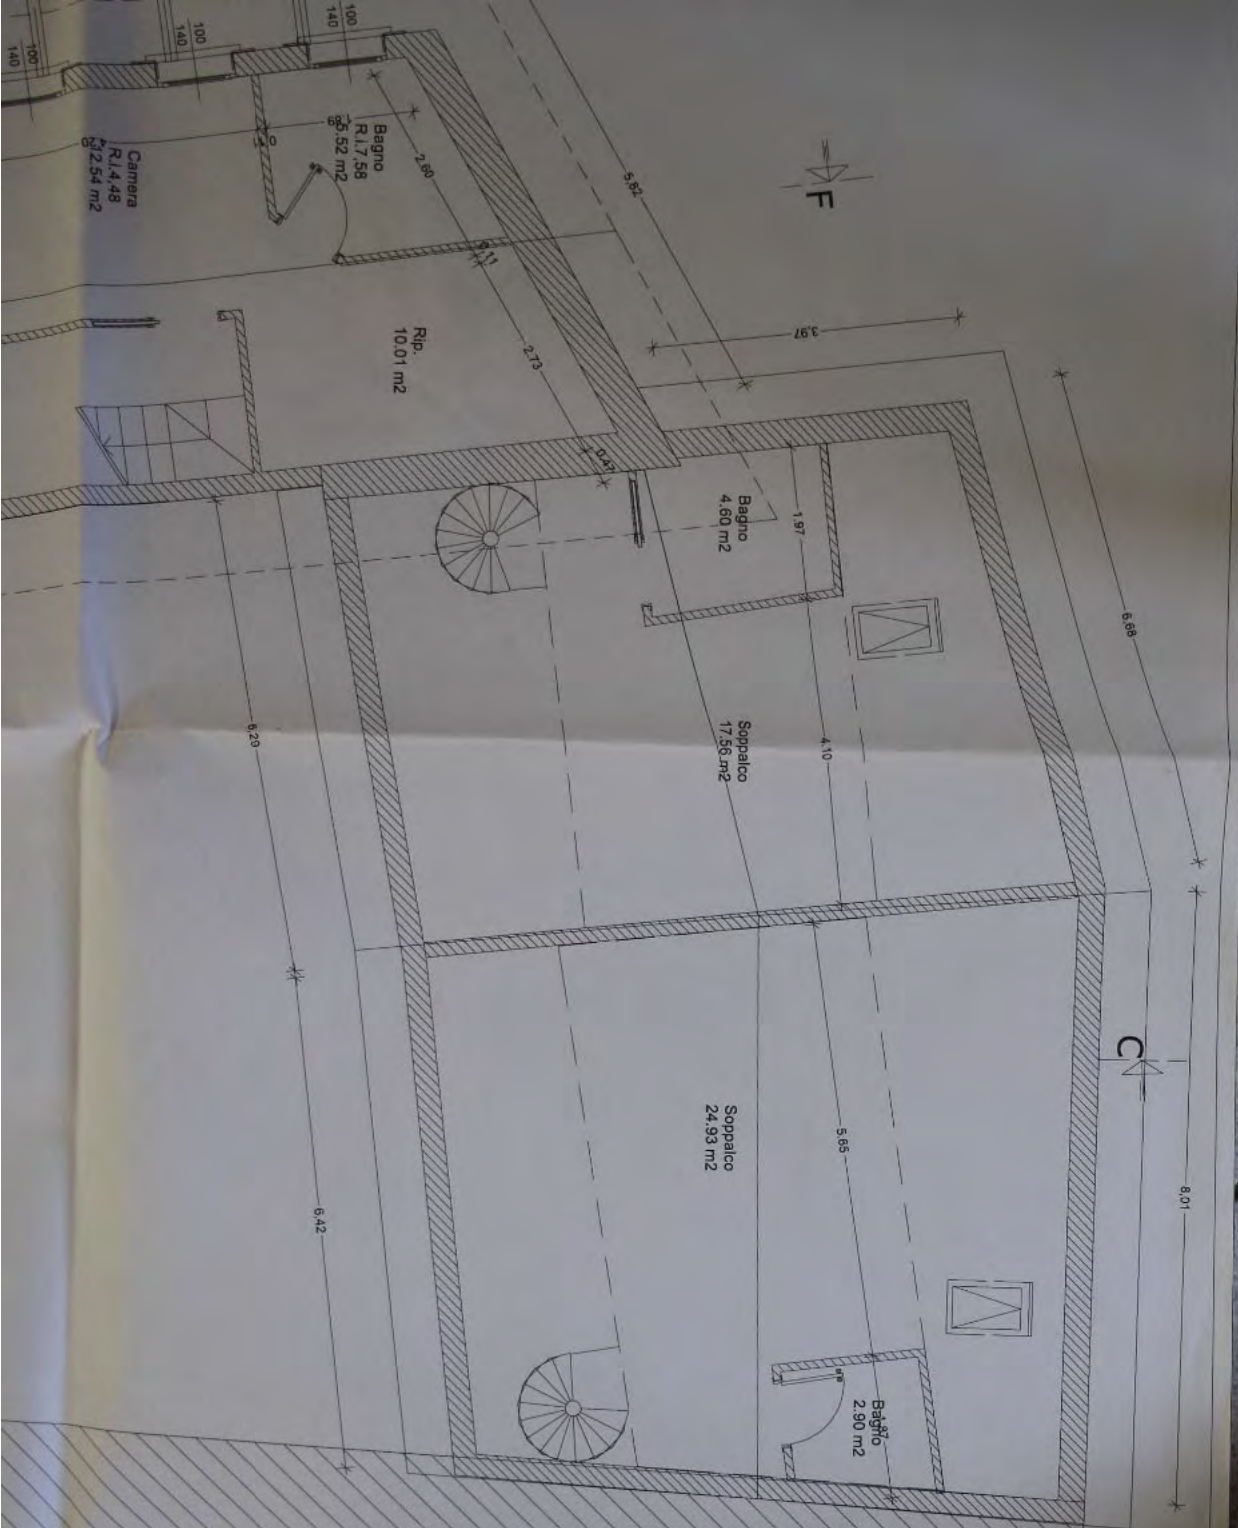 100
140
100
140
100
140
Bagno
R.I.7,58
5.52 m2
Camera
R.I.4,48
12.54 m2
2,60
0,11
2,73
0,47
5,82
F
3,97
Rip.
10.01 m2
Bagno
4.60 m2
1,97
6,68
Soppalco
17.56 m2
4,10
6,29
C
8,01
Soppalco
24.93 m2
5,65
6,42
Bagno
2.90 m2